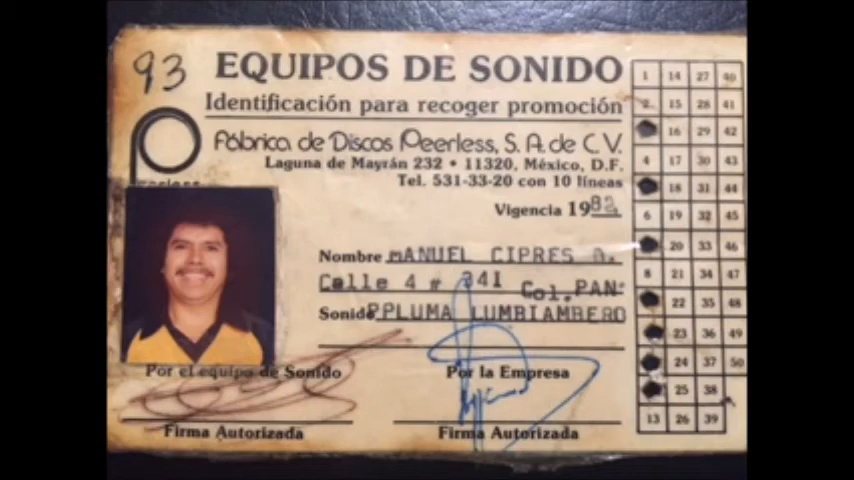 93
EQUIPOS DE SONIDO
Identificación para recoger promoción
Fábrica de Discos Peerless, S. A. de C. V.
Laguna de Mayrán 232 • 11320, México, D.F.
Tel. 531-33-20 con 10 líneas
Vigencia 1982
Nombre MANUEL CIPRES A.
Calle 4 # 341 Col. PAN.
Sonido PPLUMA LUMBIAMBERO
Por el equipo de Sonido Por la Empresa
Firma Autorizada Firma Autorizada
1 14 27 40
2 15 28 41
16 29 42
4 17 30 43
18 31 44
6 19 32 45
20 33 46
8 21 34 47
22 35 48
23 36 49
24 37 50
25 38
13 26 39